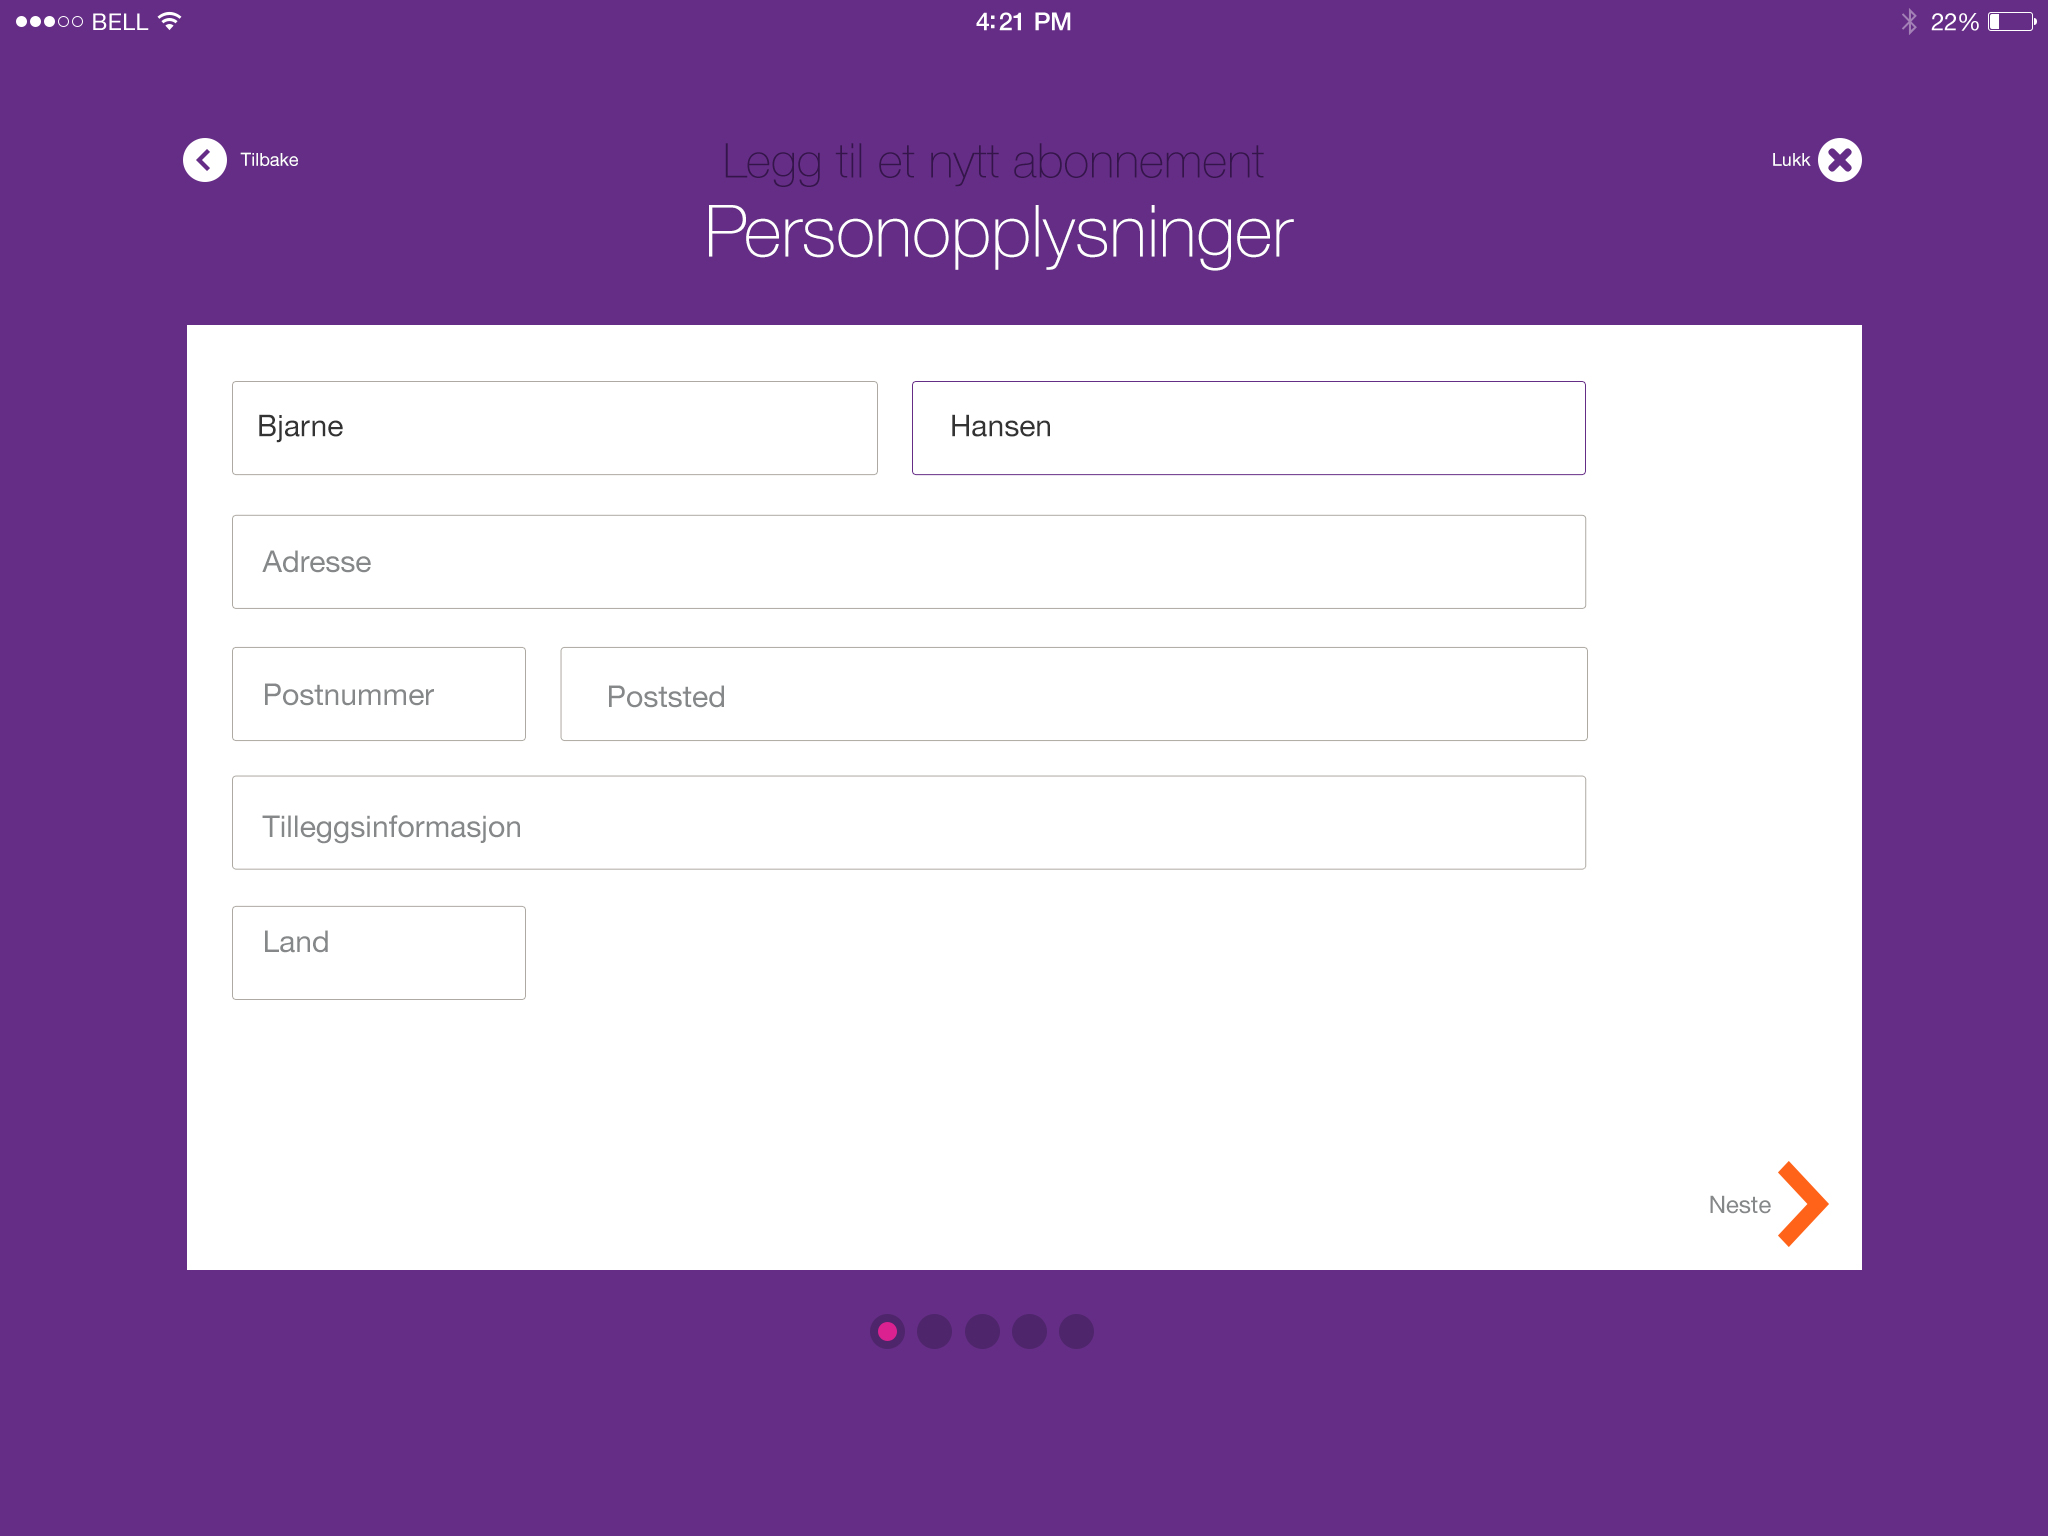 BELL 4:21 PM 22%
Tilbake Legg til et nytt abonnement Lukk
Personopplysninger
Bjarne Hansen
Adresse
Postnummer Poststed
Tilleggsinformasjon
Land
Neste